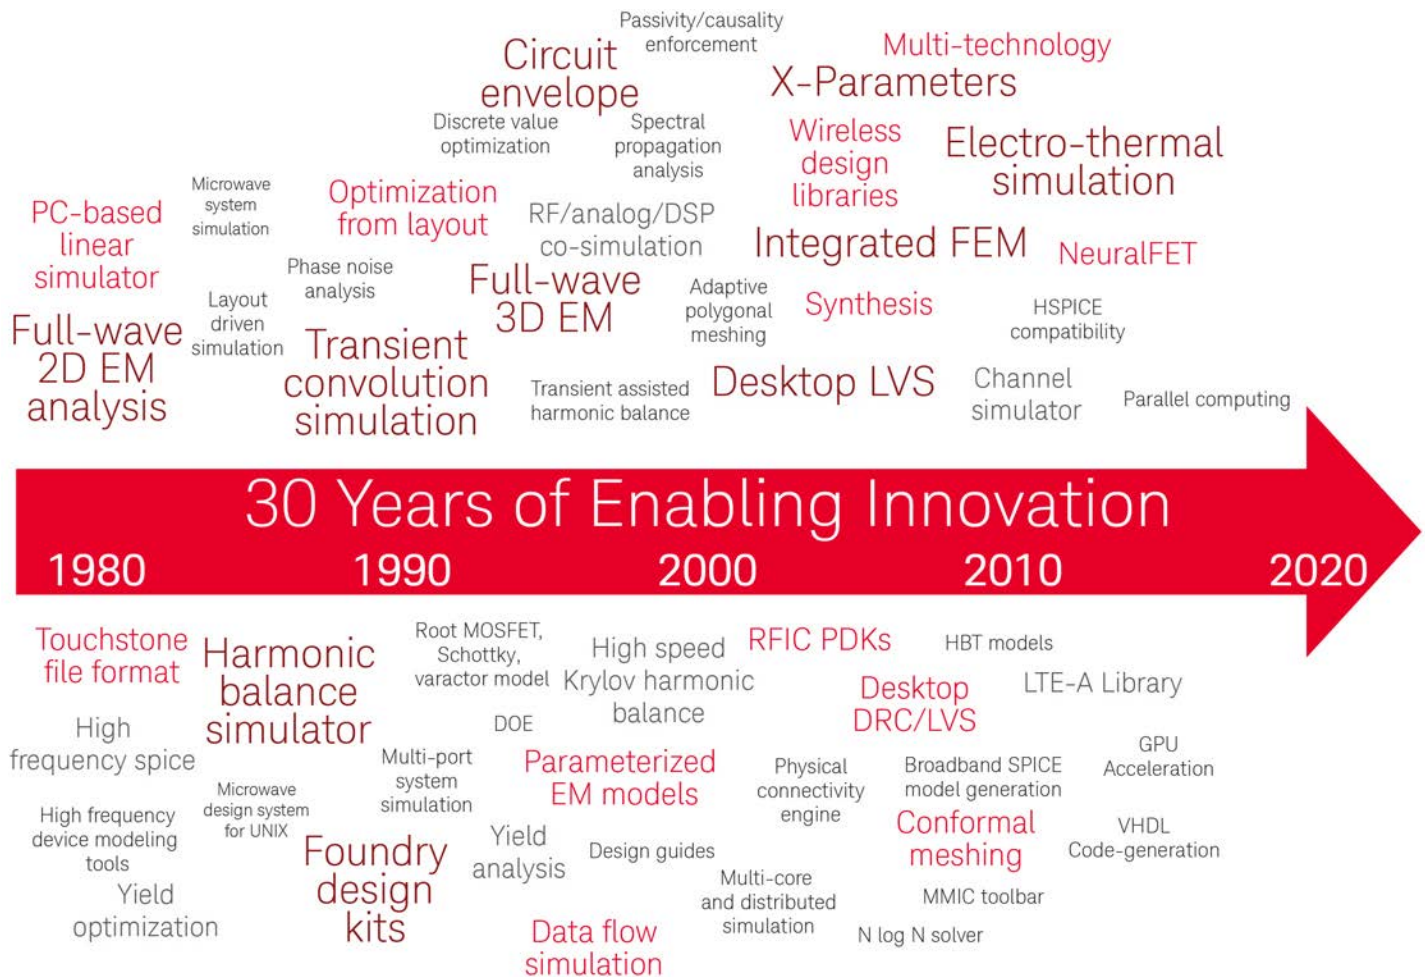 Passivity/causality
enforcement
Circuit
envelope
Multi-technology
X-Parameters
Discrete value
optimization
Spectral
propagation
analysis
Wireless
design
libraries
Electro-thermal
simulation
PC-based
linear
simulator
Microwave
system
simulation
Optimization
from layout
RF/analog/DSP
co-simulation
Integrated FEM
NeuralFET
Phase noise
analysis
Full-wave
3D EM
Adaptive
polygonal
meshing
Synthesis
HSPICE
compatibility
Full-wave
2D EM
analysis
Layout
driven
simulation
Transient
convolution
simulation
Transient assisted
harmonic balance
Desktop LVS
Channel
simulator
Parallel computing
30 Years of Enabling Innovation
1980 1990 2000 2010 2020
Touchstone
file format
Harmonic
balance
simulator
Root MOSFET,
Schottky,
varactor model
High speed
Krylov harmonic
balance
RFIC PDKs
HBT models
Desktop
DRC/LVS
LTE-A Library
High
frequency spice
DOE
Multi-port
system
simulation
Parameterized
EM models
Physical
connectivity
engine
Broadband SPICE
model generation
GPU
Acceleration
High frequency
device modeling
tools
Microwave
design system
for UNIX
Foundry
design
kits
Yield
analysis
Design guides
Conformal
meshing
VHDL
Code-generation
Yield
optimization
Multi-core
and distributed
simulation
MMIC toolbar
Data flow
simulation
N log N solver